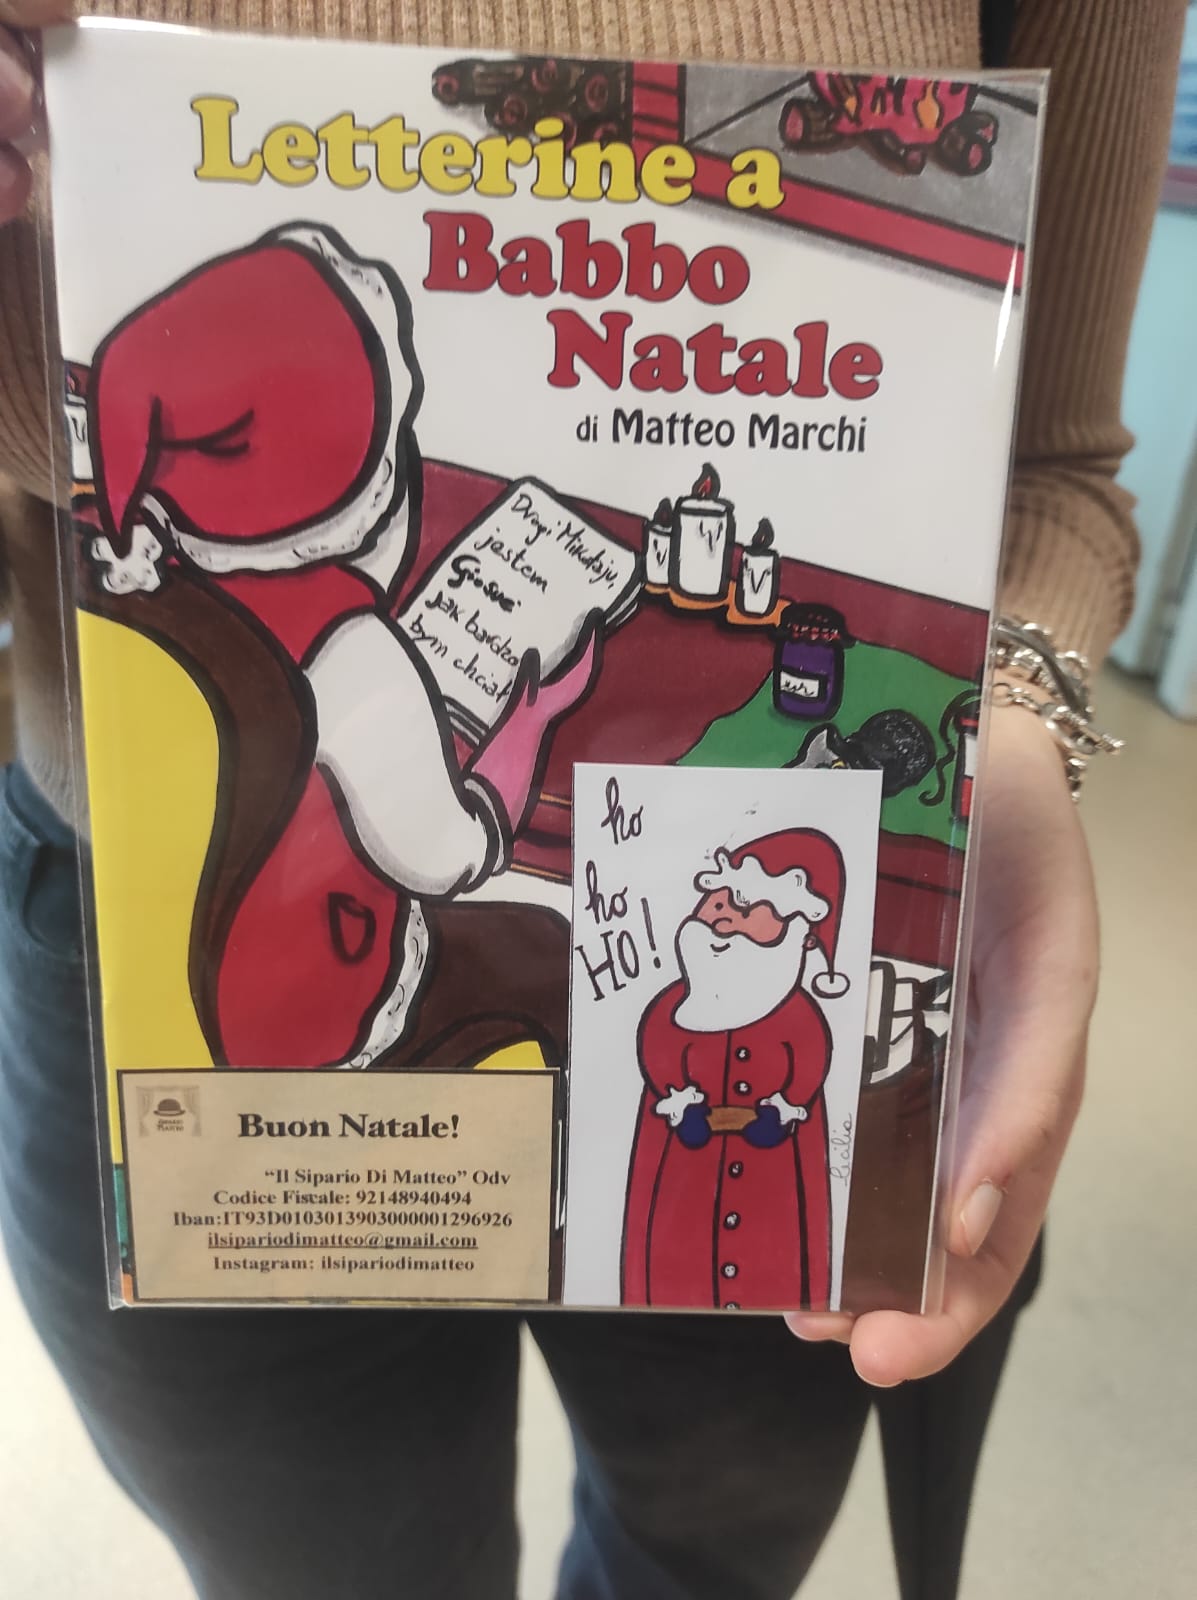 Letterine a
Babbo
Natale
di Matteo Marchi
Drogi Mikołaju,
jestem
Giosuè
jak bardzo
bym chciał
ho
ho
HO!
Cecilia
Buon Natale!
“Il Sipario Di Matteo” Odv
Codice Fiscale: 92148940494
Iban:IT93D0103013903000001296926
ilsipariodimatteo@gmail.com
Instagram: ilsipariodimatteo